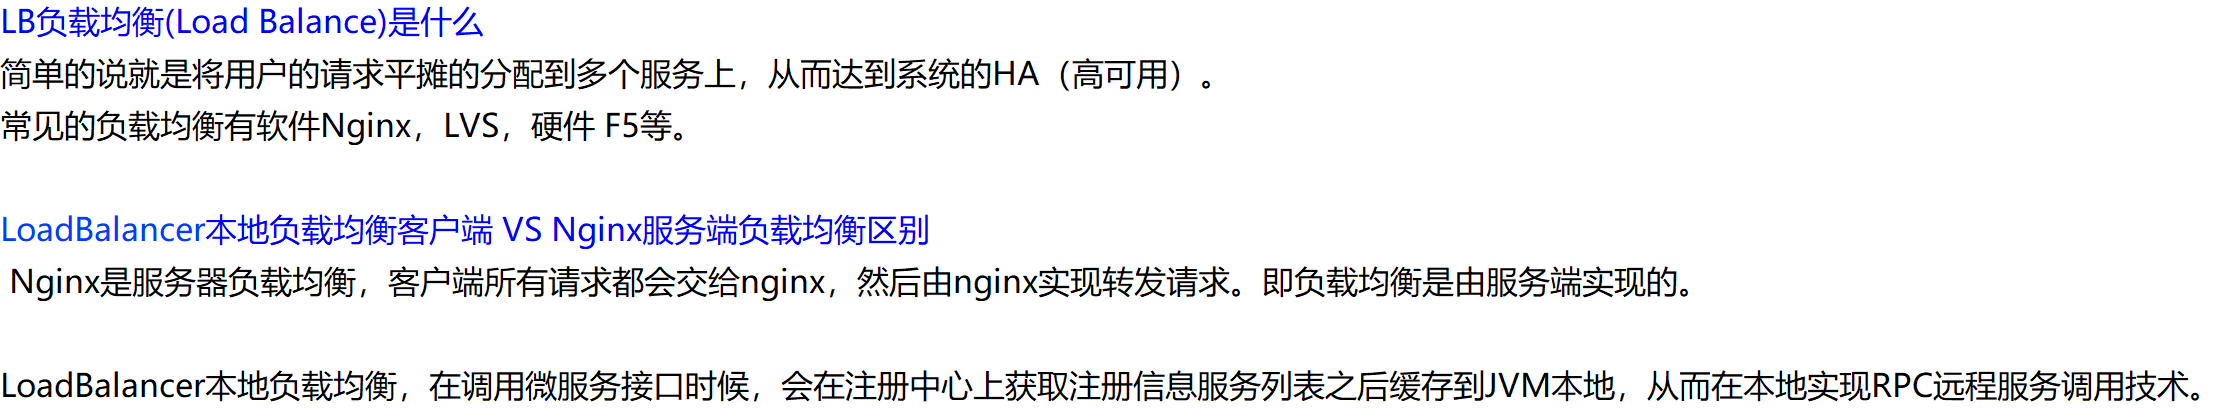 LB负载均衡(Load Balance)是什么
简单的说就是将用户的请求平摊的分配到多个服务上，从而达到系统的HA（高可用）。
常见的负载均衡有软件Nginx，LVS，硬件 F5等。
LoadBalancer本地负载均衡客户端 VS Nginx服务端负载均衡区别
Nginx是服务器负载均衡，客户端所有请求都会交给nginx，然后由nginx实现转发请求。即负载均衡是由服务端实现的。
LoadBalancer本地负载均衡，在调用微服务接口时候，会在注册中心上获取注册信息服务列表之后缓存到JVM本地，从而在本地实现RPC远程服务调用技术。